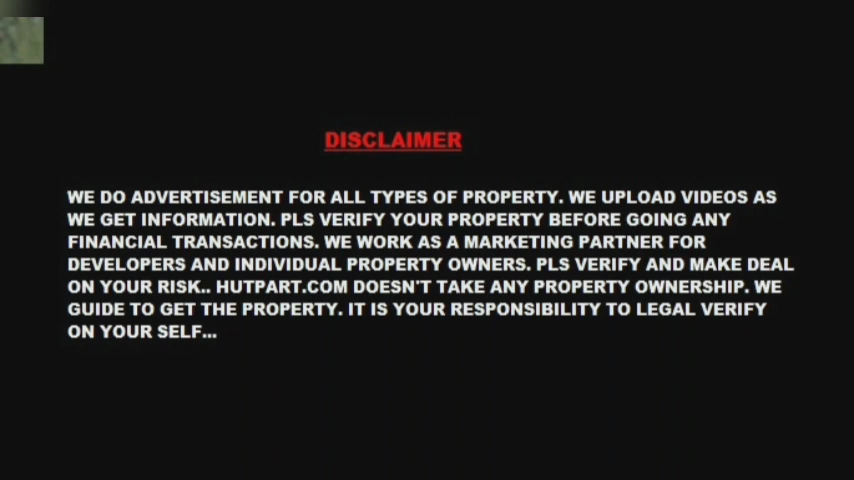 DISCLAIMER
WE DO ADVERTISEMENT FOR ALL TYPES OF PROPERTY. WE UPLOAD VIDEOS AS
WE GET INFORMATION. PLS VERIFY YOUR PROPERTY BEFORE GOING ANY
FINANCIAL TRANSACTIONS. WE WORK AS A MARKETING PARTNER FOR
DEVELOPERS AND INDIVIDUAL PROPERTY OWNERS. PLS VERIFY AND MAKE DEAL
ON YOUR RISK.. HUTPART.COM DOESN'T TAKE ANY PROPERTY OWNERSHIP. WE
GUIDE TO GET THE PROPERTY. IT IS YOUR RESPONSIBILITY TO LEGAL VERIFY
ON YOUR SELF...